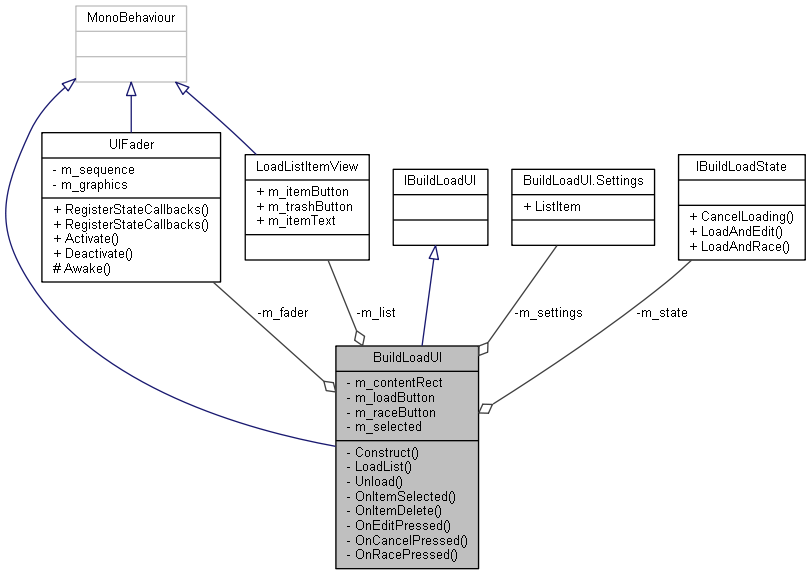 MonoBehaviour
UIFader
- m_sequence
- m_graphics
+ RegisterStateCallbacks()
+ RegisterStateCallbacks()
+ Activate()
+ Deactivate()
# Awake()
LoadListItemView
+ m_itemButton
+ m_trashButton
+ m_itemText
IBuildLoadUI
BuildLoadUI.Settings
+ ListItem
IBuildLoadState
+ CancelLoading()
+ LoadAndEdit()
+ LoadAndRace()
-m_fader
-m_list
-m_settings
-m_state
BuildLoadUI
- m_contentRect
- m_loadButton
- m_raceButton
- m_selected
- Construct()
- LoadList()
- Unload()
- OnItemSelected()
- OnItemDelete()
- OnEditPressed()
- OnCancelPressed()
- OnRacePressed()